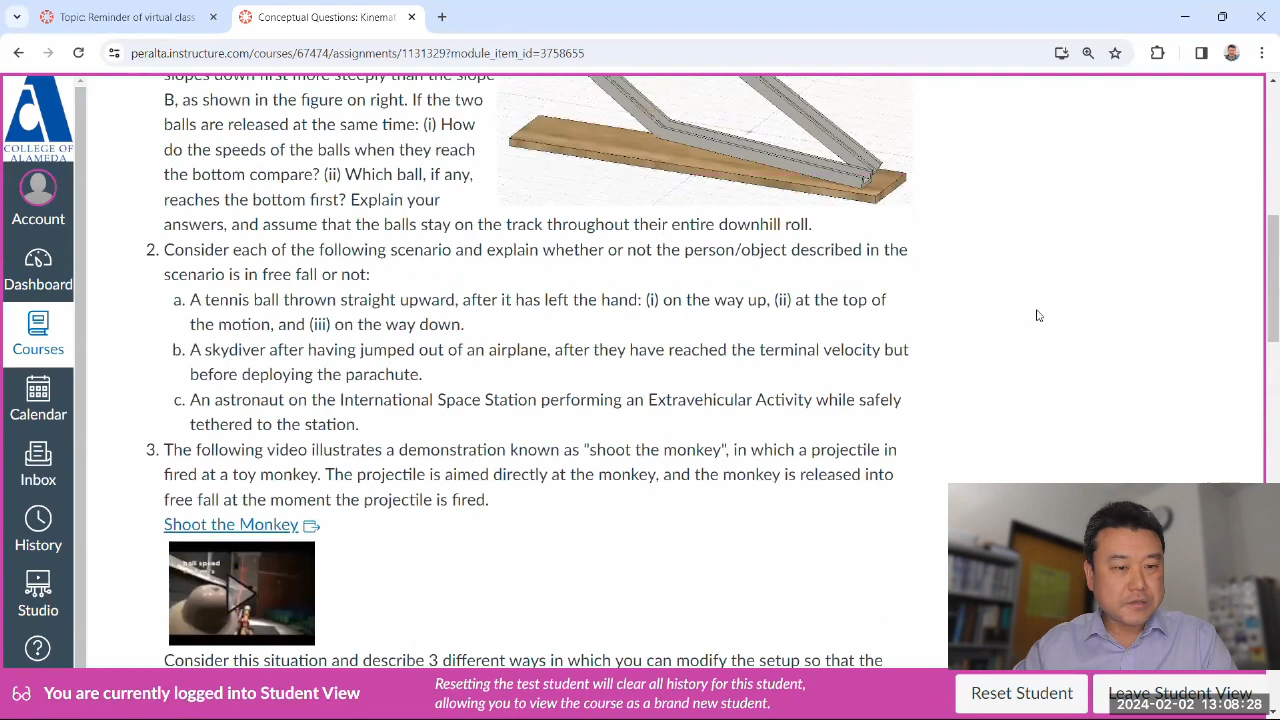 Topic: Reminder of variables and
Conceptual Questions: Kinemat
peralta.instructure.com/courses/67474/assignments/1131329?module_item_id=3758655
COLLEGE OF
ALAMEDA
Account
Dashboard
Courses
Calendar
Inbox
History
Studio
slopes down first more steeply than the slope
B, as shown in the figure on right. If the two
balls are released at the same time: (i) How
do the speeds of the balls when they reach
the bottom compare? (ii) Which ball, if any,
reaches the bottom first? Explain your
answers, and assume that the balls stay on the track throughout their entire downhill roll.
2. Consider each of the following scenario and explain whether or not the person/object described in the
scenario is in free fall or not:
a. A tennis ball thrown straight upward, after it has left the hand: (i) on the way up, (ii) at the top of
the motion, and (iii) on the way down.
b. A skydiver after having jumped out of an airplane, after they have reached the terminal velocity but
before deploying the parachute.
c. An astronaut on the International Space Station performing an Extravehicular Activity while safely
tethered to the station.
3. The following video illustrates a demonstration known as "shoot the monkey", in which a projectile in
fired at a toy monkey. The projectile is aimed directly at the monkey, and the monkey is released into
free fall at the moment the projectile is fired.
Shoot the Monkey
ball speed
Consider this situation and describe 3 different ways in which you can modify the setup so that the
You are currently logged into Student View
Resetting the test student will clear all history for this student,
allowing you to view the course as a brand new student.
Reset Student
Leave Student View
2024-02-02 13:08:28